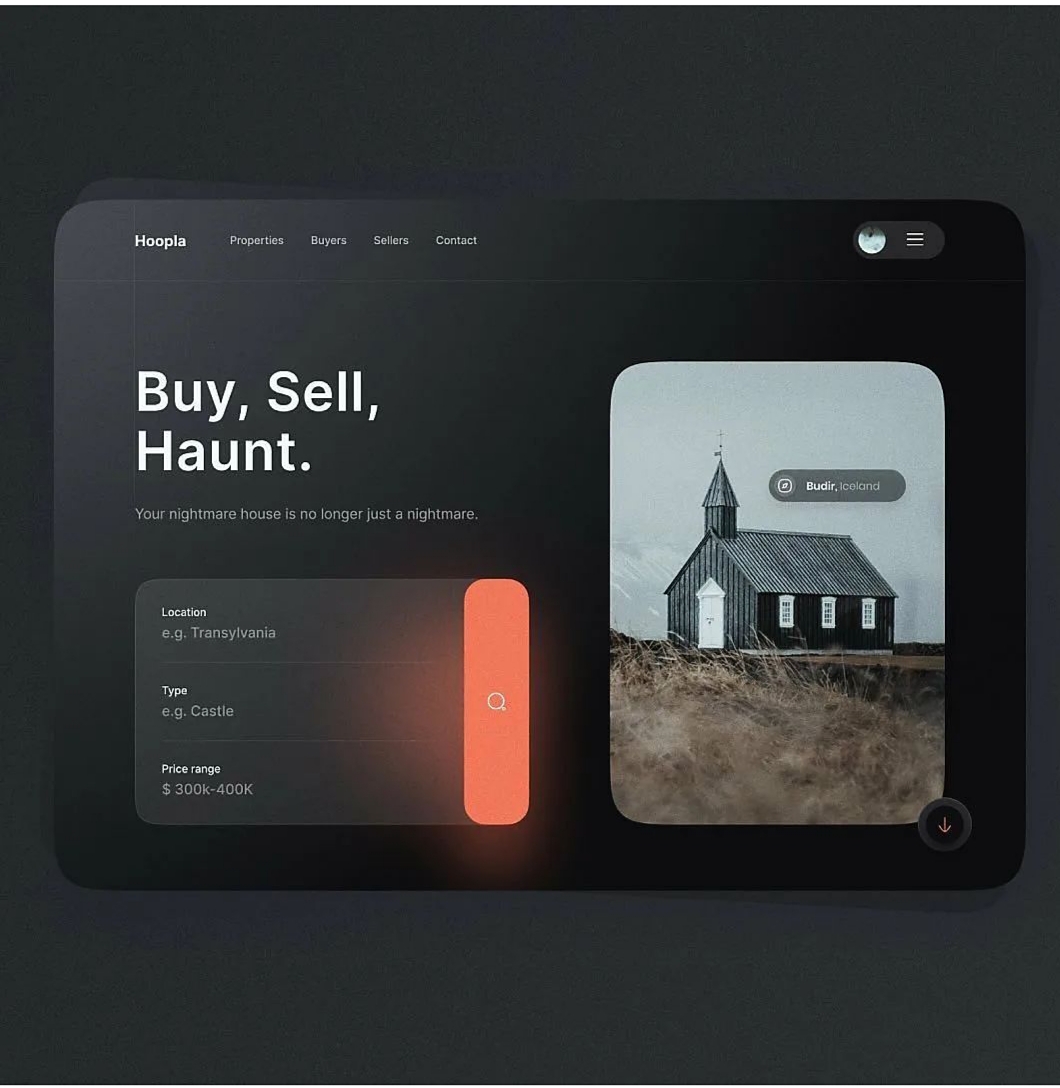 Hoopla
Properties
Buyers
Sellers
Contact
Buy, Sell,
Haunt.
Your nightmare house is no longer just a nightmare.
Location
e.g. Transylvania
Type
e.g. Castle
Price range
$ 300k-400K
Budir, Iceland